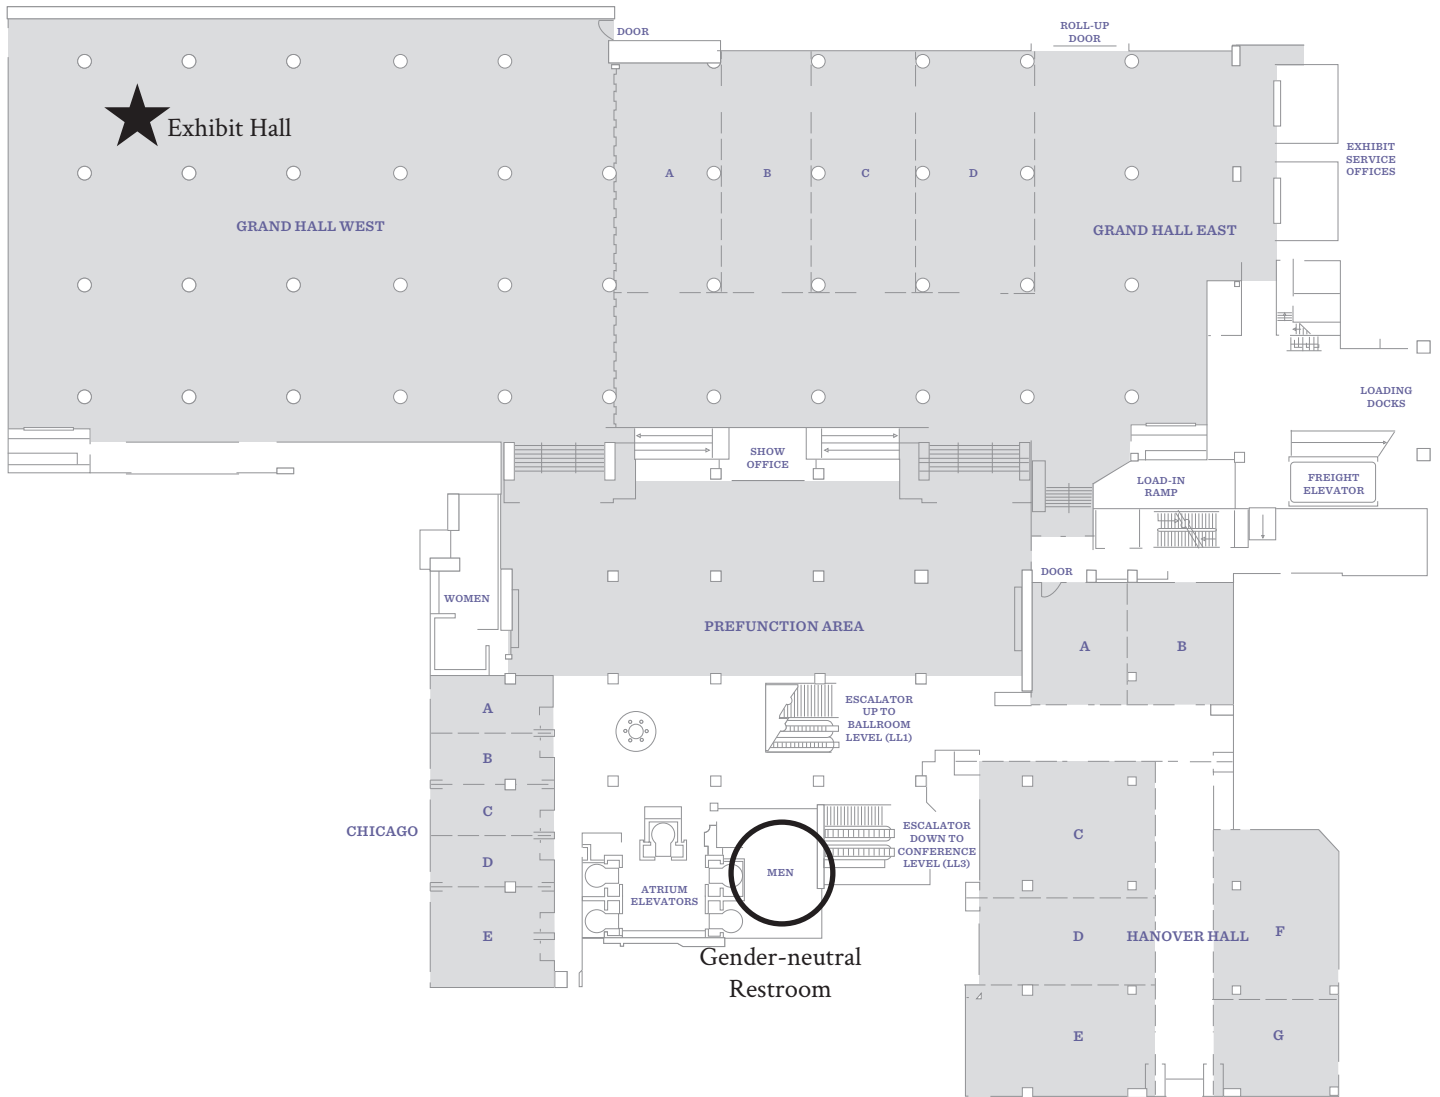 DOOR
ROLL-UP
DOOR
Exhibit Hall
EXHIBIT
SERVICE
OFFICES
A
B
C
D
GRAND HALL WEST
GRAND HALL EAST
LOADING
DOCKS
SHOW
OFFICE
LOAD-IN
RAMP
FREIGHT
ELEVATOR
DOOR
WOMEN
PREFUNCTION AREA
A
B
A
B
C
D
E
CHICAGO
ESCALATOR
UP TO
BALLROOM
LEVEL (LL1)
ESCALATOR
DOWN TO
CONFERENCE
LEVEL (LL3)
MEN
ATRIUM
ELEVATORS
Gender-neutral
Restroom
C
D
HANOVER HALL
F
E
G